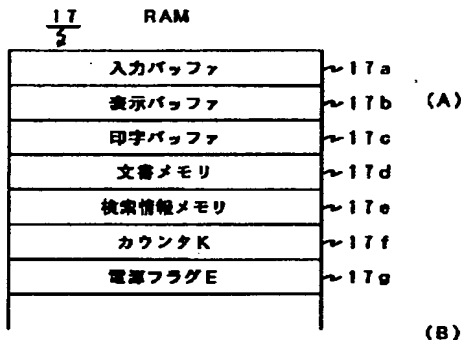 17 RAM
入力バッファ 17a
表示バッファ 17b (A)
印字バッファ 17c
文書メモリ 17d
検索情報メモリ 17e
カウンタK 17f
電源フラグE 17g
(B)